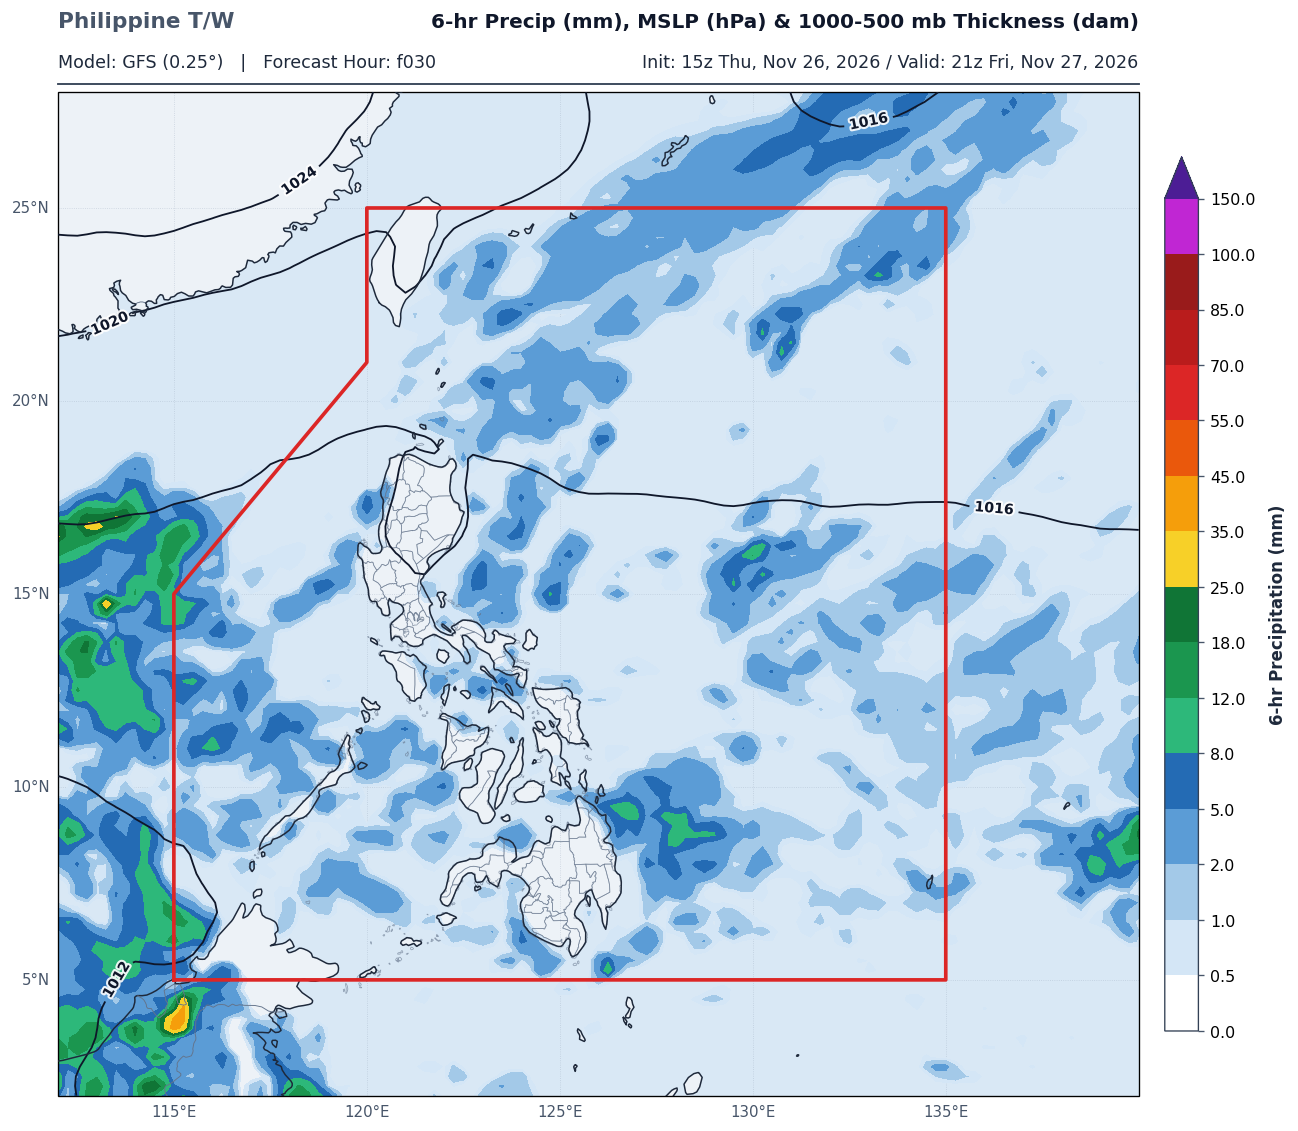 Philippine T/W
6-hr Precip (mm), MSLP (hPa) & 1000-500 mb Thickness (dam)
Model: GFS (0.25°) | Forecast Hour: f030
Init: 15z Thu, Nov 26, 2026 / Valid: 21z Fri, Nov 27, 2026
1016
1024
25°N
1020
20°N
1016
15°N
10°N
1012
5°N
115°E
120°E
125°E
130°E
135°E
150.0
100.0
85.0
70.0
55.0
45.0
35.0
25.0
18.0
12.0
8.0
5.0
2.0
1.0
0.5
0.0
6-hr Precipitation (mm)